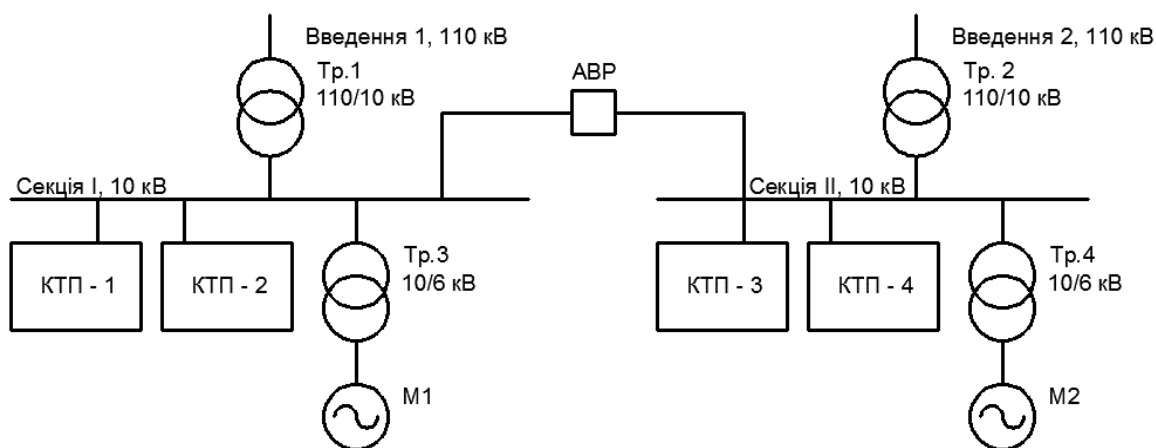 Введення 1, 110 кВ
Тр.1
110/10 кВ
АВР
Введення 2, 110 кВ
Тр. 2
110/10 кВ
Секція I, 10 кВ
Секція II, 10 кВ
КТП - 1
КТП - 2
Тр.3
10/6 кВ
КТП - 3
КТП - 4
Тр.4
10/6 кВ
М1
М2